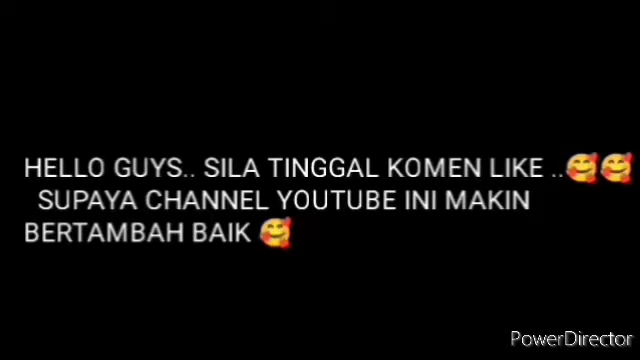 HELLO GUYS.. SILA TINGGAL KOMEN LIKE ..🥰🥰
SUPAYA CHANNEL YOUTUBE INI MAKIN
BERTAMBAH BAIK 🥰
PowerDirector